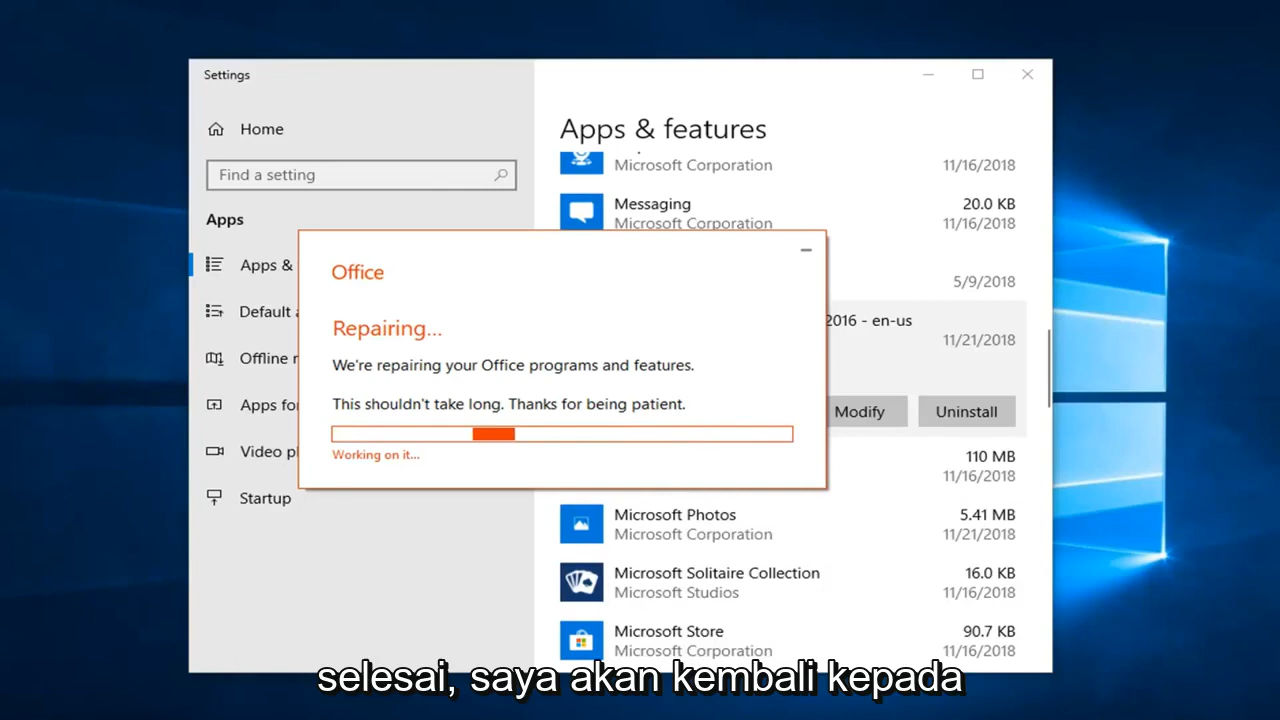 Settings
Home
Find a setting
Apps
Apps &
Default
Offline
Apps for
Video
Startup
Apps & features
Microsoft Corporation 11/16/2018
Messaging 20.0 KB
Microsoft Corporation 11/16/2018
5/9/2018
2016 - en-us
11/21/2018
Modify Uninstall
110 MB
11/16/2018
Microsoft Photos 5.41 MB
Microsoft Corporation 11/21/2018
Microsoft Solitaire Collection 16.0 KB
Microsoft Studios 11/16/2018
Microsoft Store 90.7 KB
Microsoft Corporation 11/16/2018
Office
Repairing...
We're repairing your Office programs and features.
This shouldn't take long. Thanks for being patient.
Working on it...
selesai, saya akan kembali kepada